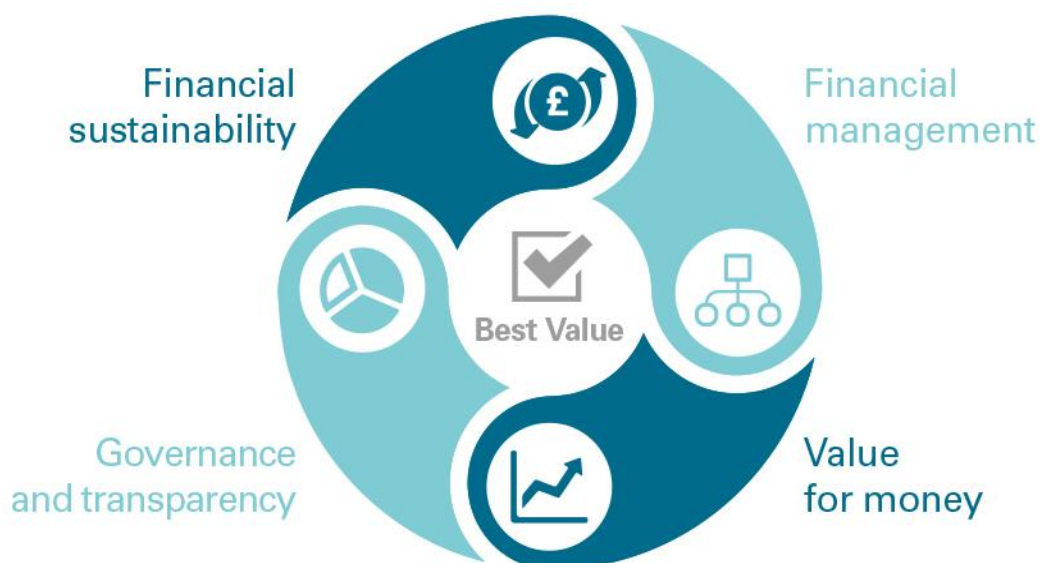 Financial
sustainability
Financial
management
£
Best Value
Governance
and transparency
Value
for money